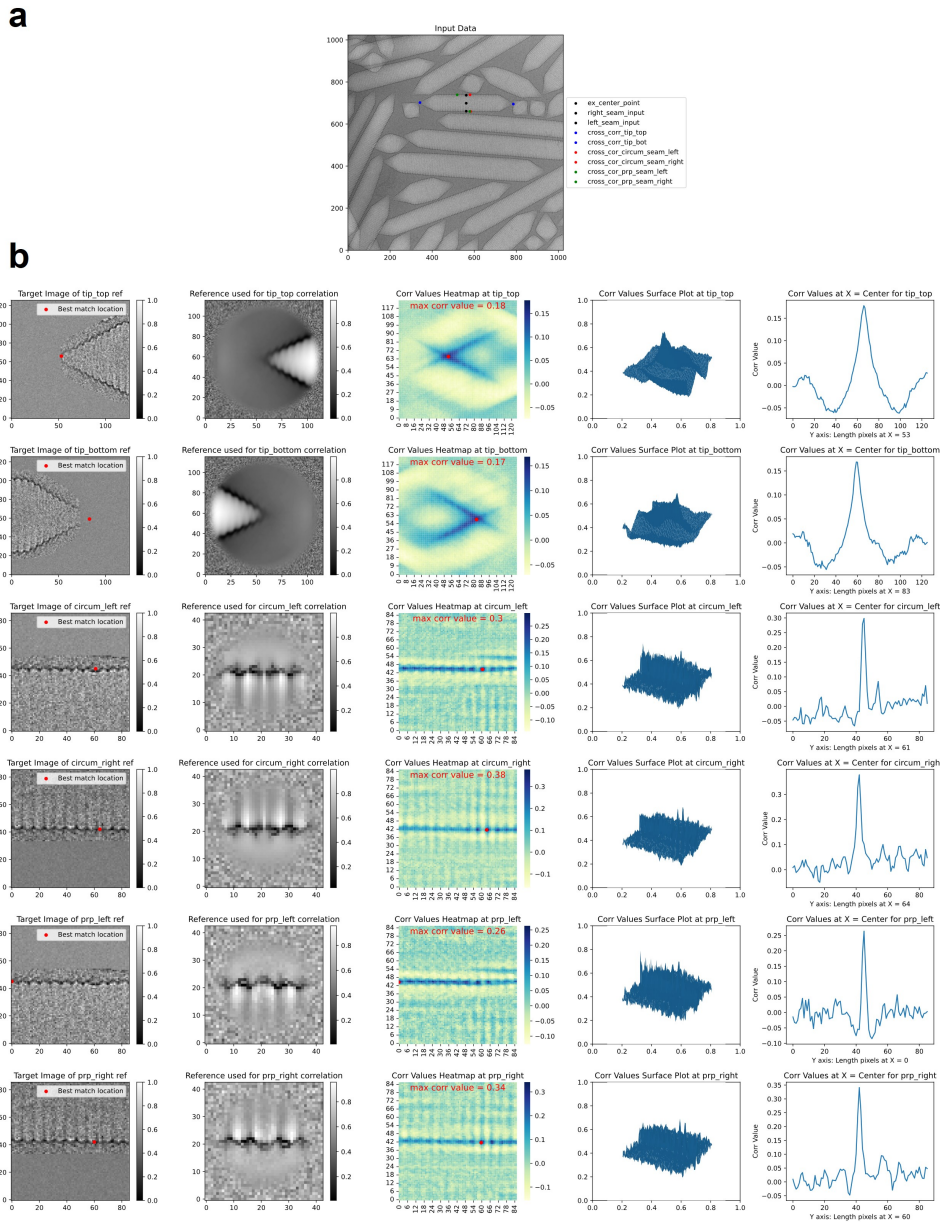 a
Input Data
1000
800
600
400
200
0
0 200 400 600 800 1000
ex_center_point
right_seam_input
left_seam_input
cross_corr_tip_top
cross_corr_tip_bot
cross_cor_circum_seam_left
cross_cor_circum_seam_right
cross_cor_prp_seam_left
cross_cor_prp_seam_right
b
Target Image of tip_top ref
Best match location
Reference used for tip_top correlation
Corr Values Heatmap at tip_top
max corr value = 0.18
Corr Values Surface Plot at tip_top
Corr Values at X = Center for tip_top
Corr Value
Y axis: Length pixels at X = 53
Target Image of tip_bottom ref
Best match location
Reference used for tip_bottom correlation
Corr Values Heatmap at tip_bottom
max corr value = 0.17
Corr Values Surface Plot at tip_bottom
Corr Values at X = Center for tip_bottom
Corr Value
Y axis: Length pixels at X = 83
Target Image of circum_left ref
Best match location
Reference used for circum_left correlation
Corr Values Heatmap at circum_left
max corr value = 0.3
Corr Values Surface Plot at circum_left
Corr Values at X = Center for circum_left
Corr Value
Y axis: Length pixels at X = 61
Target Image of circum_right ref
Best match location
Reference used for circum_right correlation
Corr Values Heatmap at circum_right
max corr value = 0.38
Corr Values Surface Plot at circum_right
Corr Values at X = Center for circum_righ
Corr Value
Y axis: Length pixels at X = 64
Target Image of prp_left ref
Best match location
Reference used for prp_left correlation
Corr Values Heatmap at prp_left
max corr value = 0.26
Corr Values Surface Plot at prp_left
Corr Values at X = Center for prp_left
Corr Value
Y axis: Length pixels at X = 0
Target Image of prp_right ref
Best match location
Reference used for prp_right correlation
Corr Values Heatmap at prp_right
max corr value = 0.34
Corr Values Surface Plot at prp_right
Corr Values at X = Center for prp_right
Corr Value
Y axis: Length pixels at X = 60